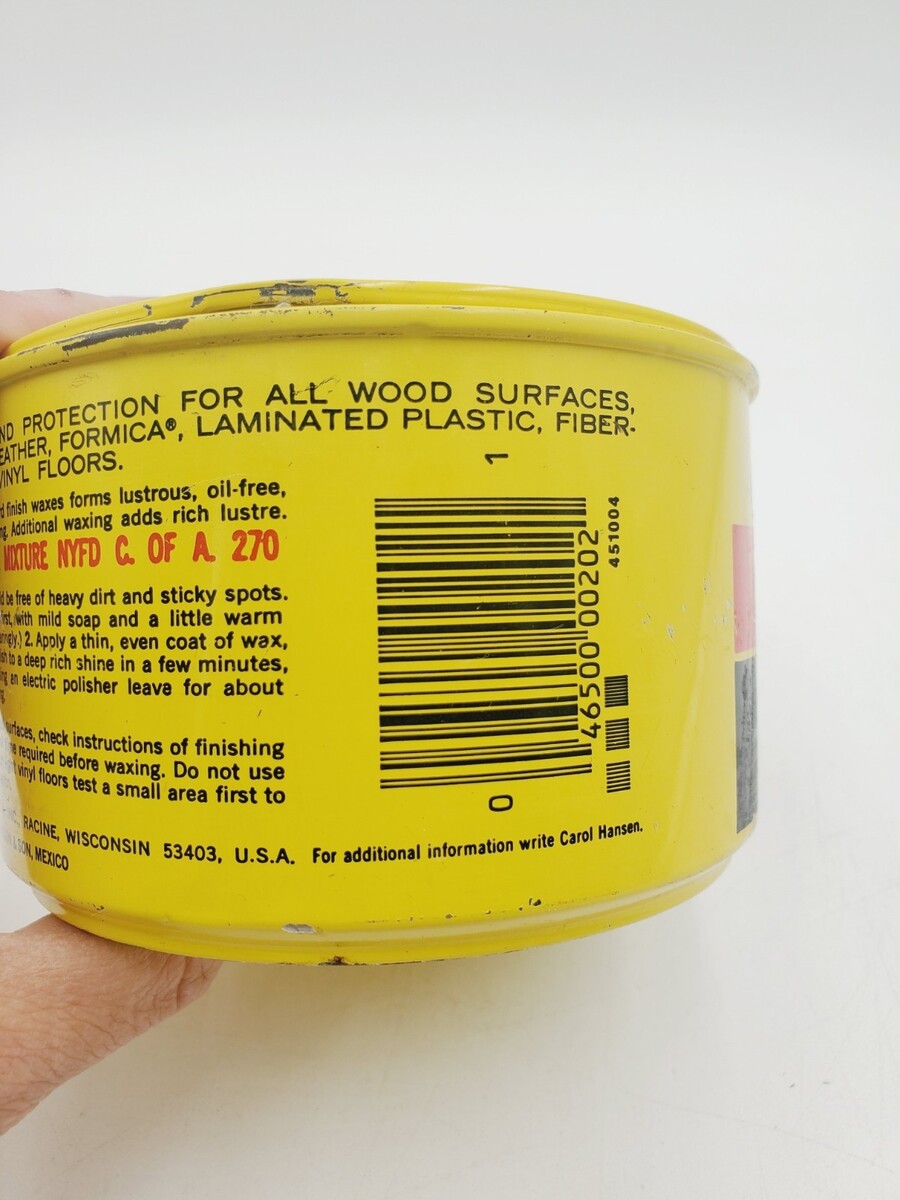 ND PROTECTION FOR ALL WOOD SURFACES,
EATHER, FORMICA®, LAMINATED PLASTIC, FIBER-
VINYL FLOORS.
finish waxes forms lustrous, oil-free,
Additional waxing adds rich lustre.
MIXTURE NYFD C. OF A. 270
be free of heavy dirt and sticky spots.
first, with mild soap and a little warm
2. Apply a thin, even coat of wax,
to a deep rich shine in a few minutes,
an electric polisher leave for about
surfaces, check instructions of finishing
required before waxing. Do not use
vinyl floors test a small area first to
RACINE, WISCONSIN 53403, U.S.A. For additional information write Carol Hansen.
SON, MEXICO
1
46500 00202
0
451004